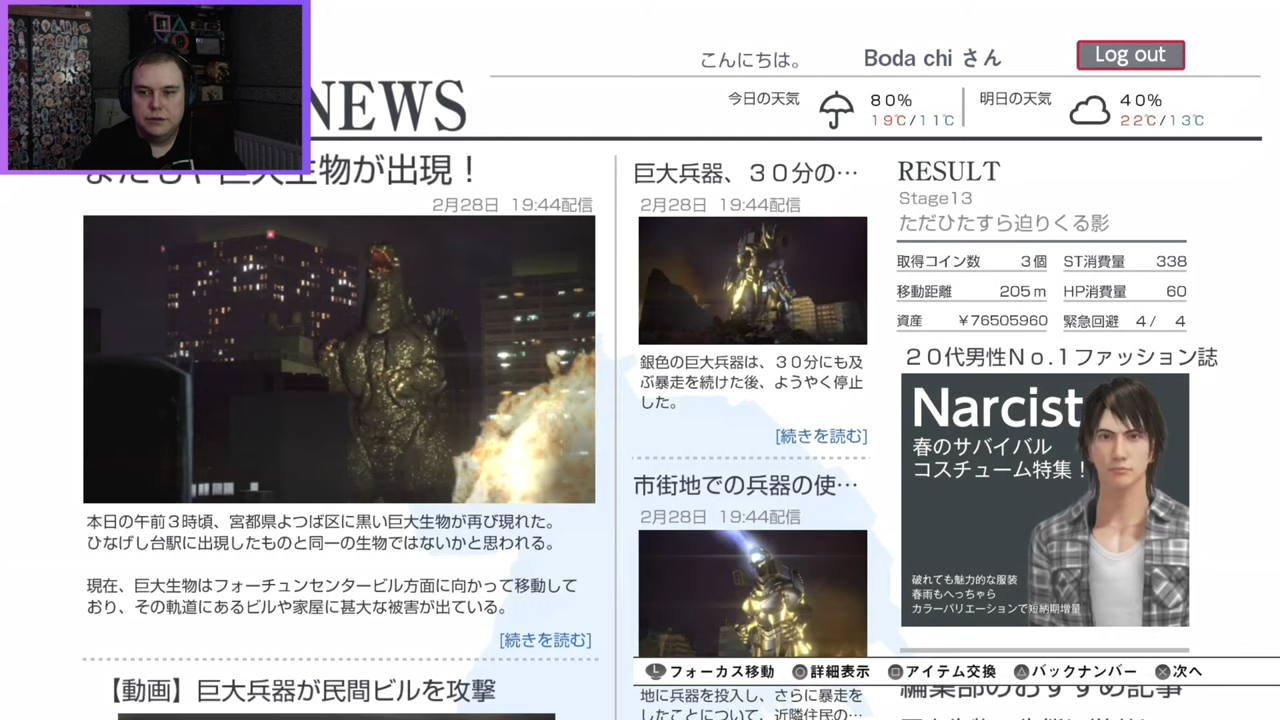 こんにちは。 Boda chi さん Log out
NEWS
今日の天気 80% 19℃/11℃ 明日の天気 40% 22℃/13℃
巨大生物が出現！
2月28日 19:44配信
本日の午前３時頃、宮都県よつば区に黒い巨大生物が再び現れた。
ひなげし台駅に出現したものと同一の生物ではないかと思われる。
現在、巨大生物はフォーチュンセンタービル方面に向かって移動して
おり、その軌道にあるビルや家屋に甚大な被害が出ている。
[続きを読む]
【動画】巨大兵器が民間ビルを攻撃
巨大兵器、３０分の…
2月28日 19:44配信
銀色の巨大兵器は、３０分にも及
ぶ暴走を続けた後、ようやく停止
した。
[続きを読む]
市街地での兵器の使…
2月28日 19:44配信
地に兵器を投入し、さらに暴走を
したことについて、近隣住民の…
RESULT
Stage13
ただひたすら迫りくる影
取得コイン数 3個 ST消費量 338
移動距離 205m HP消費量 60
資産 ￥76505960 緊急回避 4/ 4
２０代男性Ｎｏ.１ファッション誌
Narcist
春のサバイバル
コスチューム特集！
破れても魅力的な服装
春雨もへっちゃら
カラーバリエーションで短納期増量
L フォーカス移動 詳細表示 アイテム交換 バックナンバー 次へ
編集部のおすすめ記事